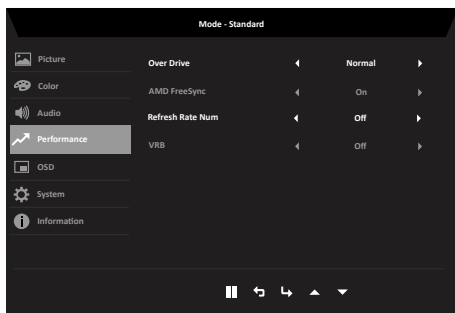 Mode - Standard
Picture
Color
Audio
Performance
OSD
System
Information
Over Drive Normal
AMD FreeSync On
Refresh Rate Num Off
VRB Off